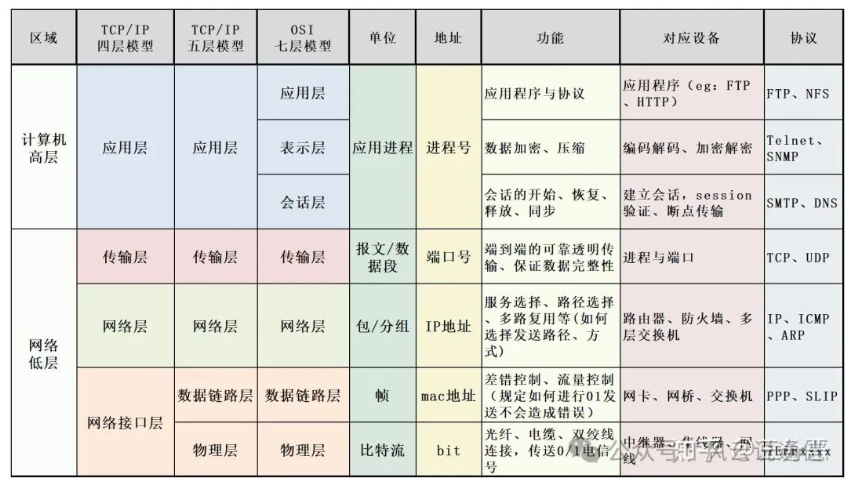 区域 TCP/IP 四层模型 TCP/IP 五层模型 OSI 七层模型 单位 地址 功能 对应设备 协议
计算机高层 应用层 应用层 应用层 应用进程 进程号 应用程序与协议 应用程序（eg：FTP、HTTP） FTP、NFS
表示层 数据加密、压缩 编码解码、加密解密 Telnet、SNMP
会话层 会话的开始、恢复、释放、同步 建立会话，session验证、断点传输 SMTP、DNS
网络低层 传输层 传输层 传输层 报文/数据段 端口号 端到端的可靠透明传输、保证数据完整性 进程与端口 TCP、UDP
网络层 网络层 网络层 包/分组 IP地址 服务选择、路径选择、多路复用等(如何选择发送路径、方式) 路由器、防火墙、多层交换机 IP、ICMP、ARP
网络接口层 数据链路层 数据链路层 帧 mac地址 差错控制、流量控制（规定如何进行01发送不会造成错误） 网卡、网桥、交换机 PPP、SLIP
物理层 物理层 比特流 bit 光纤、电缆、双绞线连接，传送0/1电信号 中继器、集线器、网线
公众号